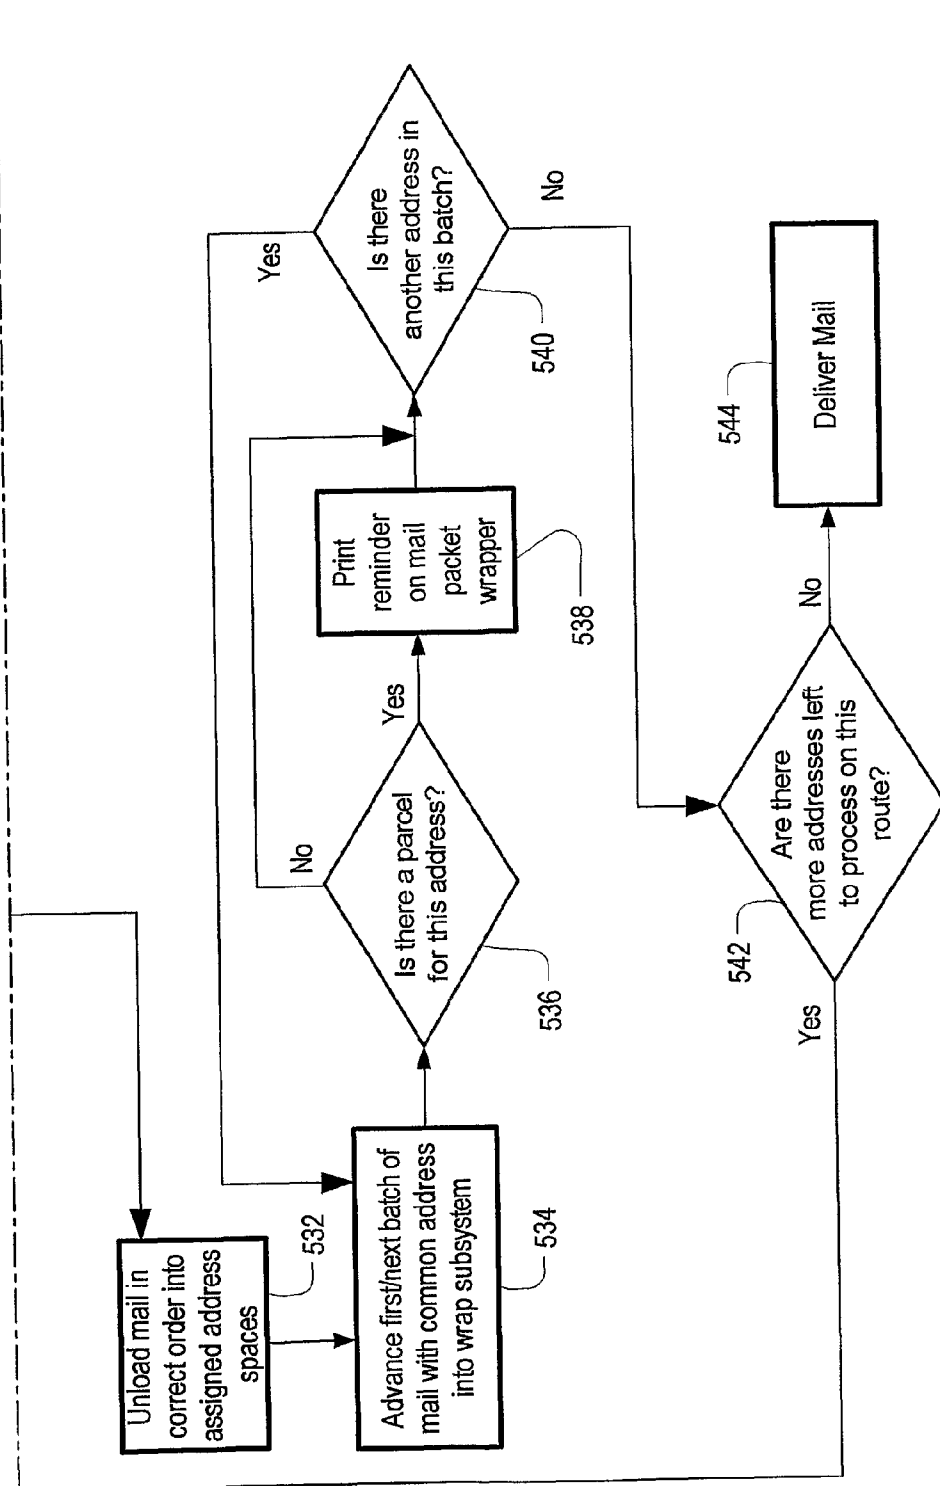 Unload mail in
correct order into
assigned address
spaces
532
Advance first/next batch of
mail with common address
into wrap subsystem
534
Is there a parcel
for this address?
536
No
Yes
Print
reminder
on mail
packet
wrapper
538
Is there
another address in
this batch?
540
Yes
No
Are there
more addresses left
to process on this
route?
542
Yes
No
Deliver Mail
544